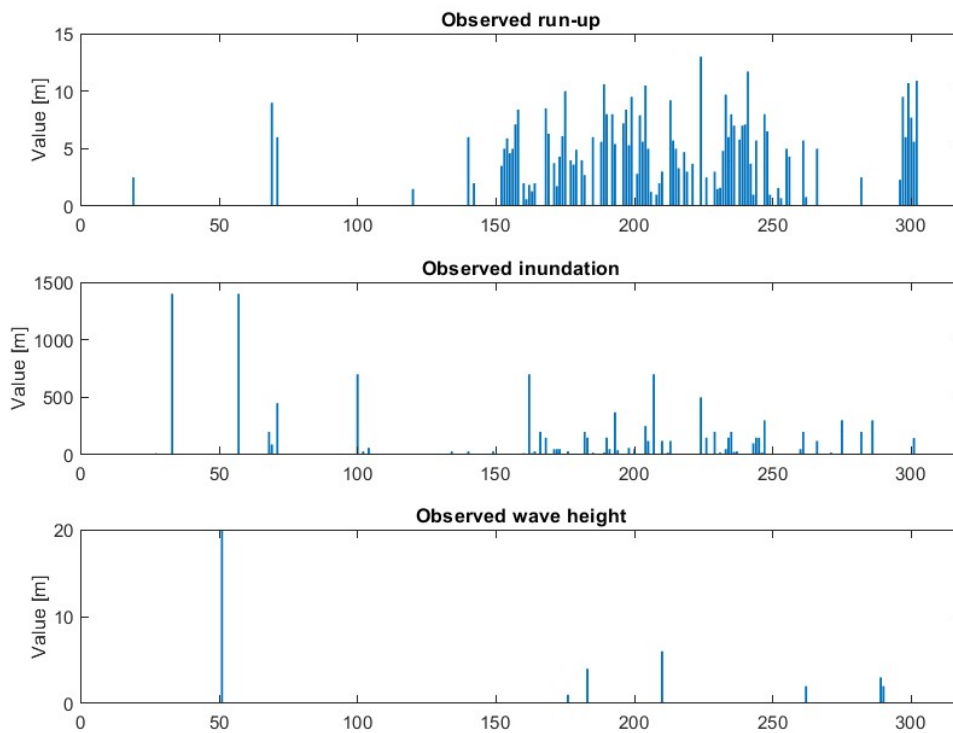 Observed run-up
15
10
5
0
Value [m]
0 50 100 150 200 250 300
Observed inundation
1500
1000
500
0
Value [m]
0 50 100 150 200 250 300
Observed wave height
20
10
0
Value [m]
0 50 100 150 200 250 300